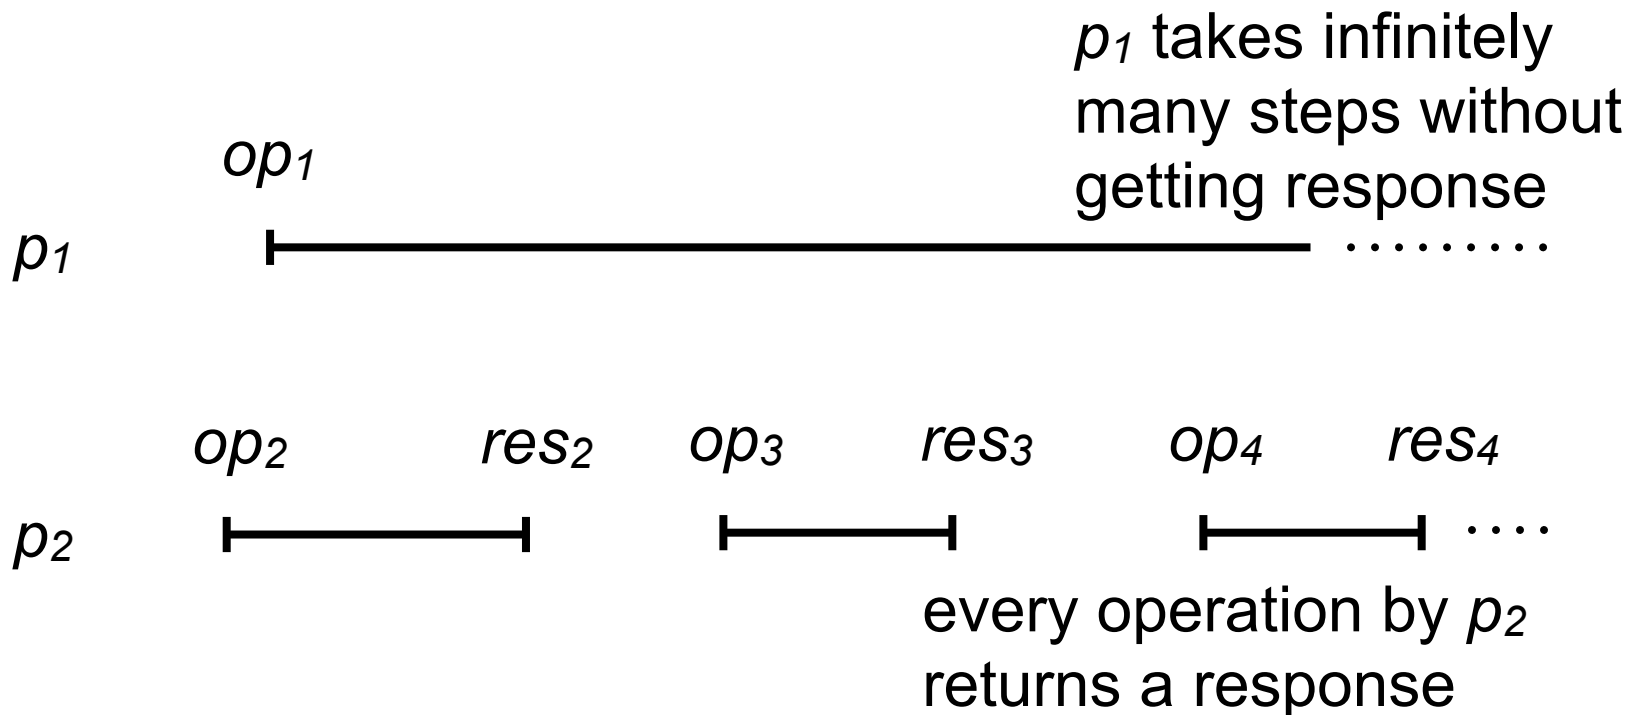 p₁ takes infinitely
many steps without
getting response
op₁
p₁
op₂ res₂ op₃ res₃ op₄ res₄
p₂
every operation by p₂
returns a response